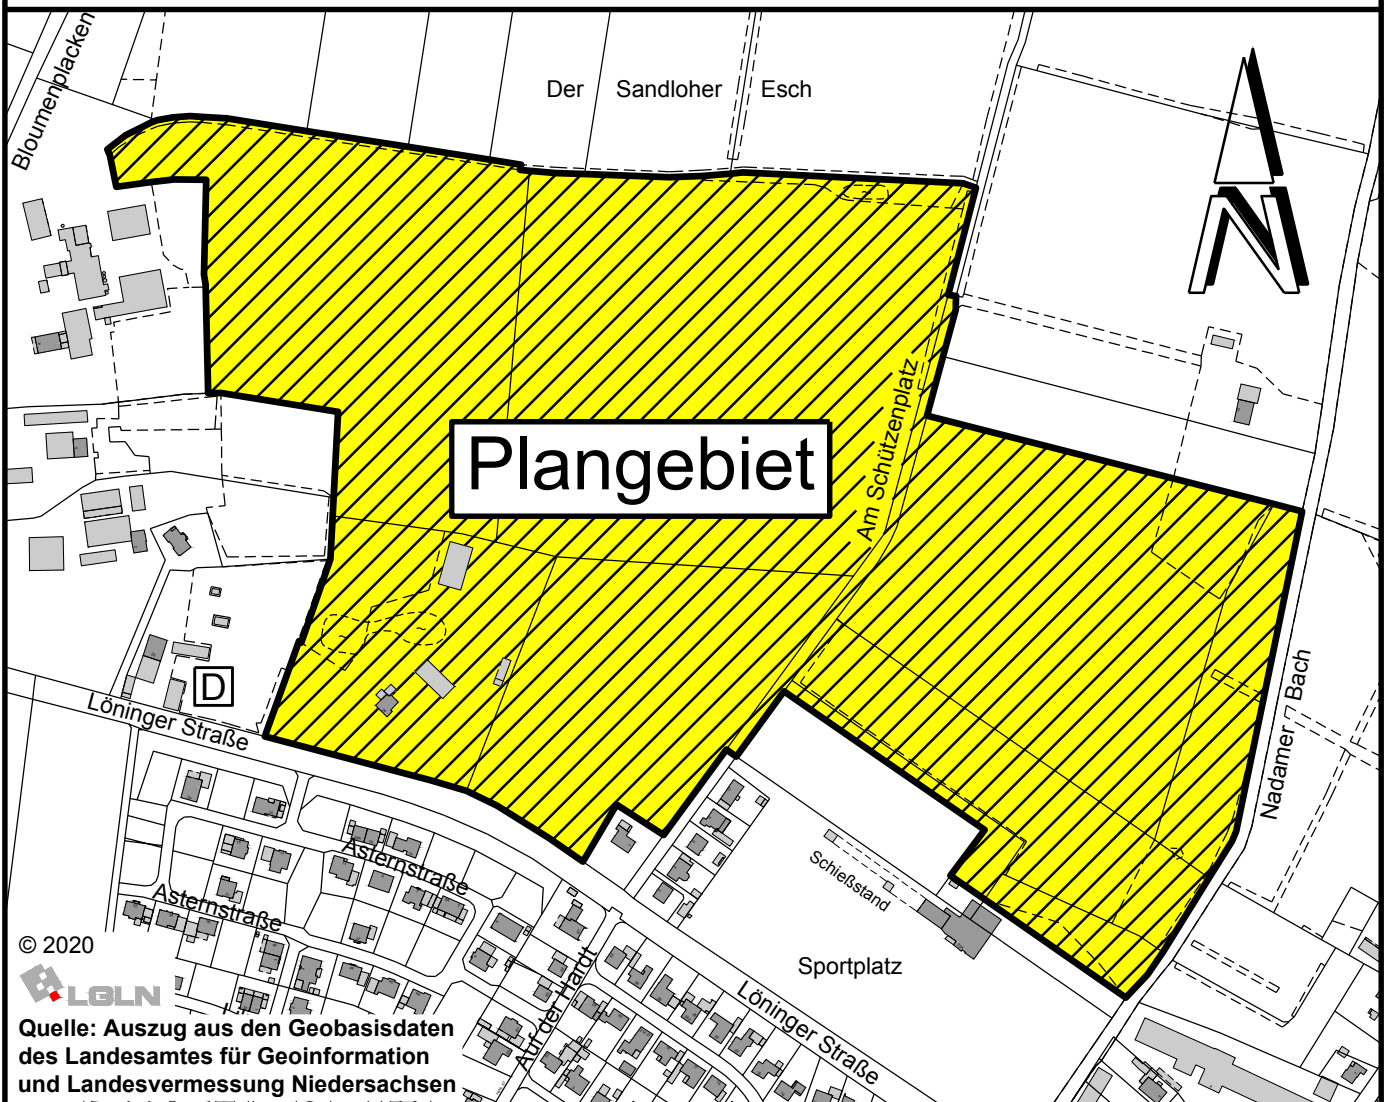 Bloumenplacken
Der Sandloher Esch
N
Plangebiet
Am Schützenplatz
D
Löninger Straße
Nadamer Bach
Asternstraße
Asternstraße
Schießstand
Sportplatz
Auf der Hardt
Löninger Straße
© 2020
LGLN
Quelle: Auszug aus den Geobasisdaten
des Landesamtes für Geoinformation
und Landesvermessung Niedersachsen